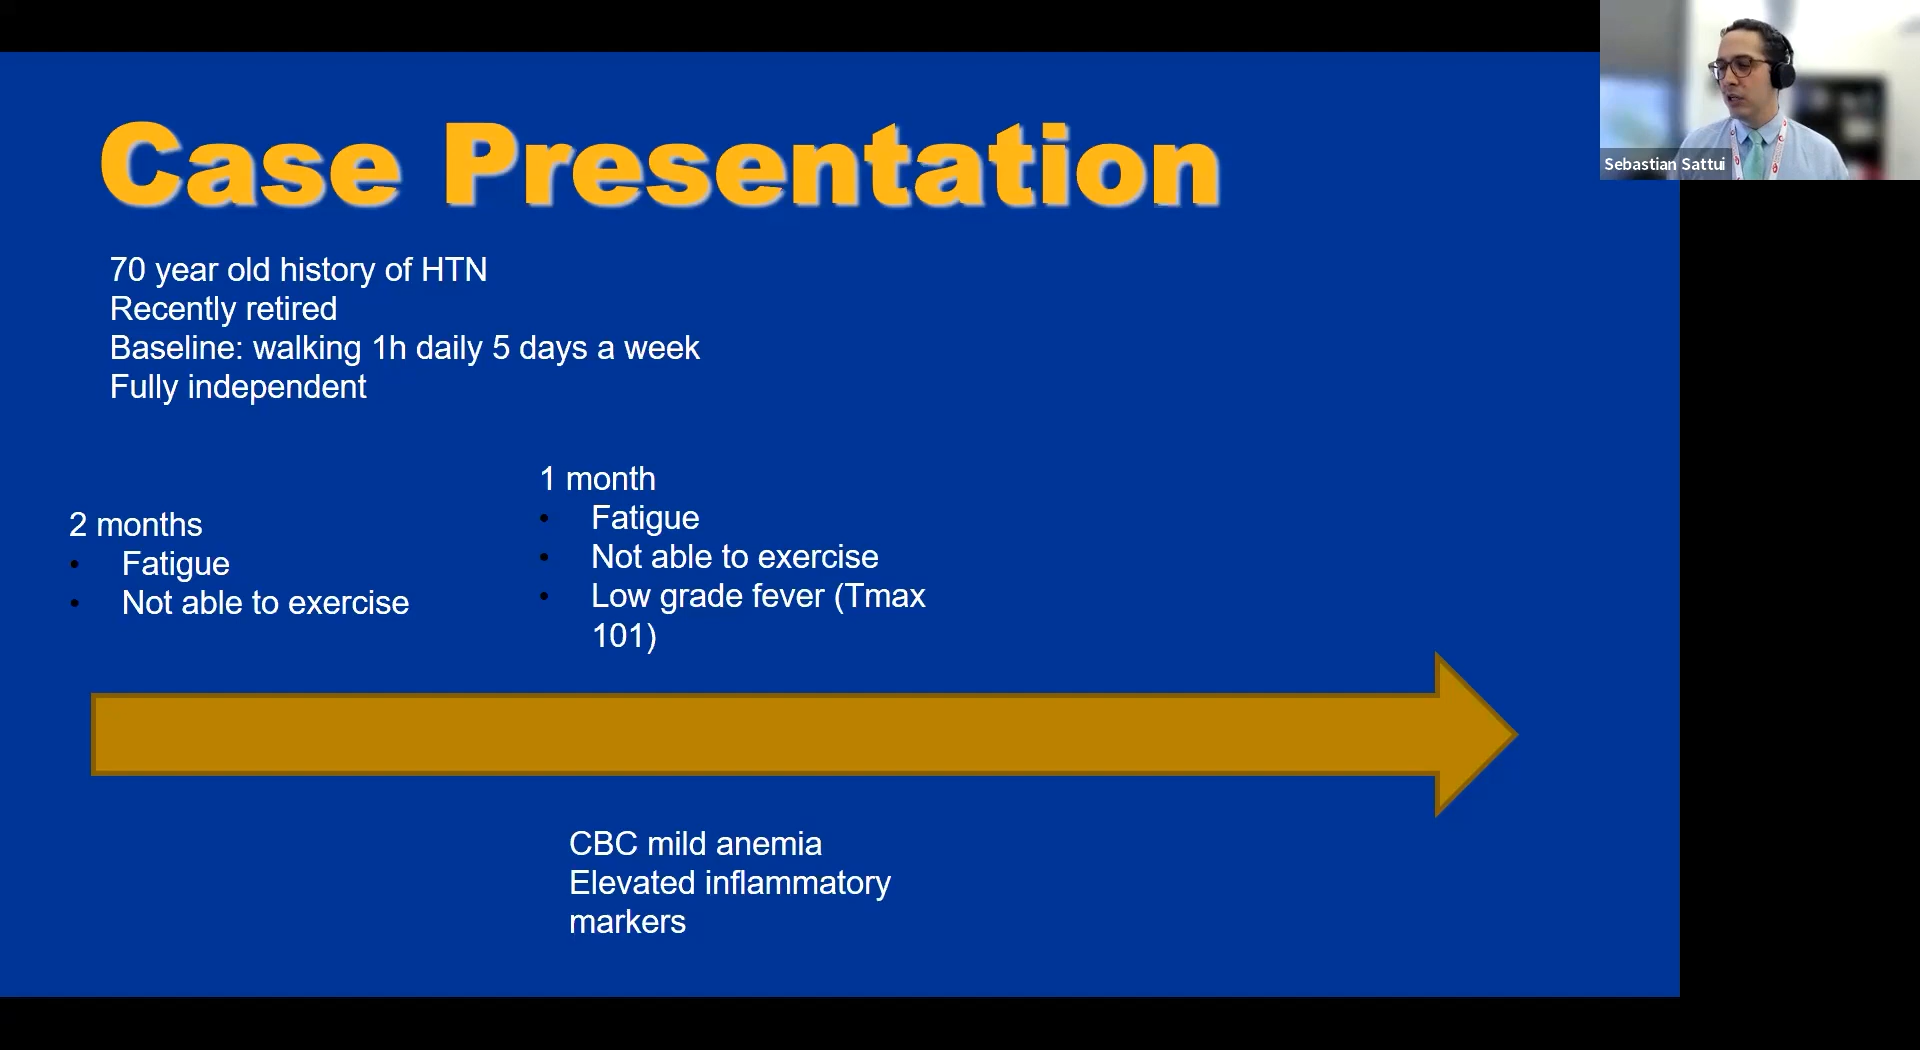 Case Presentation
Sebastian Sattui
70 year old history of HTN
Recently retired
Baseline: walking 1h daily 5 days a week
Fully independent
2 months
• Fatigue
• Not able to exercise
1 month
• Fatigue
• Not able to exercise
• Low grade fever (Tmax
101)
CBC mild anemia
Elevated inflammatory
markers